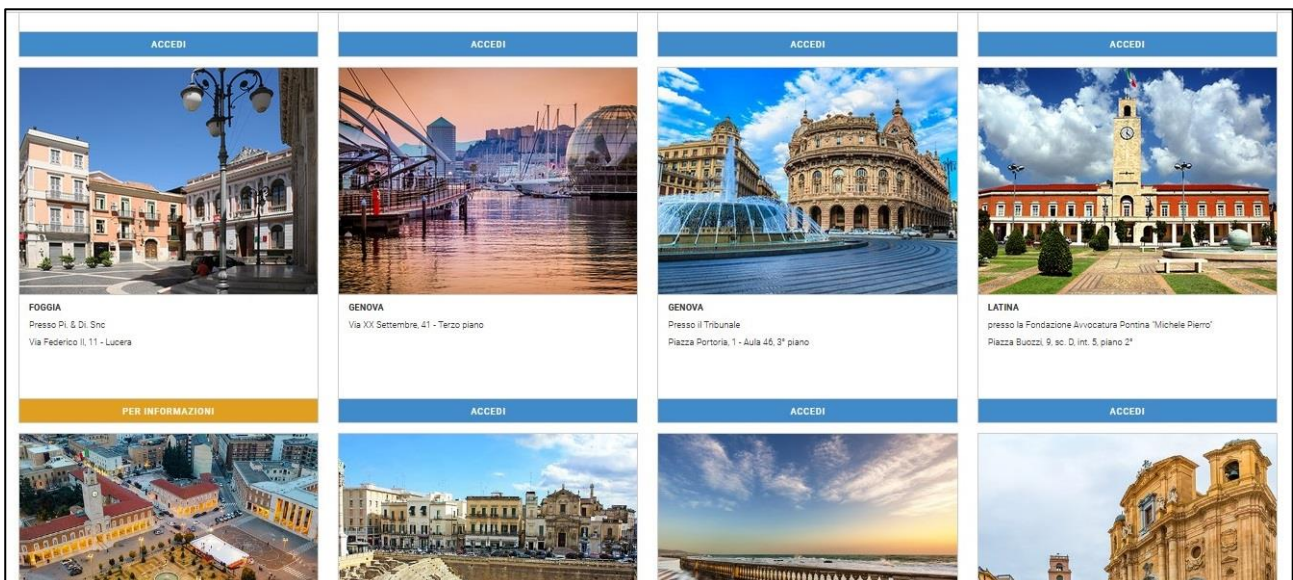 ACCEDI
ACCEDI
ACCEDI
ACCEDI
FOGGIA
Presso Pi. & Di. Snc
Via Federico II, 11 - Lucera
GENOVA
Via XX Settembre, 41 - Terzo piano
GENOVA
Presso il Tribunale
Piazza Portoria, 1 - Aula 46, 3° piano
LATINA
presso la Fondazione Avvocatura Pontina "Michele Pierro"
Piazza Buozzi, 9, sc. D, int. 5, piano 2°
PER INFORMAZIONI
ACCEDI
ACCEDI
ACCEDI